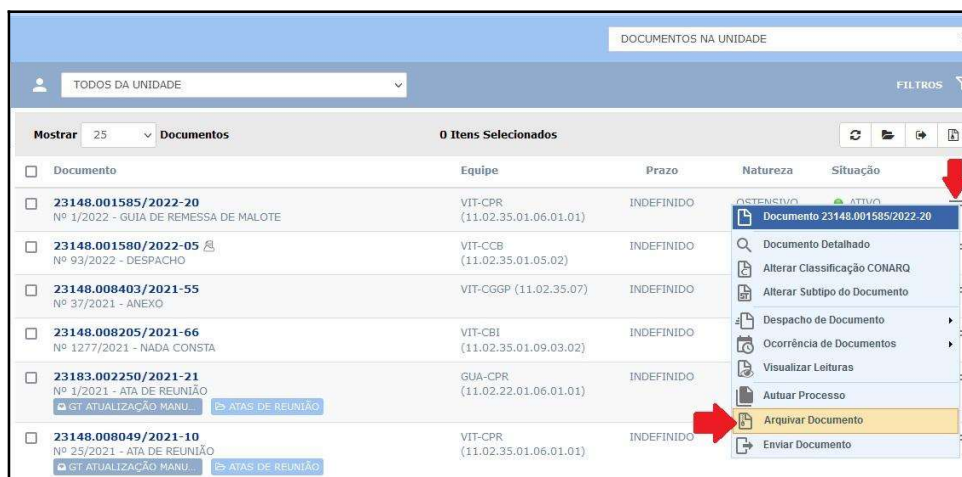 DOCUMENTOS NA UNIDADE
TODOS DA UNIDADE
FILTROS
Mostrar 25 Documentos 0 Itens Selecionados
Documento Equipe Prazo Natureza Situação
23148.001585/2022-20 VIT-CPR INDEFINIDO OSTENSIVO ATIVO
Nº 1/2022 - GUIA DE REMESSA DE MALOTE (11.02.35.01.06.01.01)
23148.001580/2022-05 VIT-CCB INDEFINIDO
Nº 93/2022 - DESPACHO (11.02.35.01.05.02)
23148.008403/2021-55 VIT-CGGP (11.02.35.07) INDEFINIDO
Nº 37/2021 - ANEXO
23148.008205/2021-66 VIT-CBI INDEFINIDO
Nº 1277/2021 - NADA CONSTA (11.02.35.01.09.03.02)
23183.002250/2021-21 GUA-CPR INDEFINIDO
Nº 1/2021 - ATA DE REUNIÃO (11.02.22.01.06.01.01)
GT ATUALIZAÇÃO MANU... ATAS DE REUNIÃO
23148.008049/2021-10 VIT-CPR INDEFINIDO
Nº 25/2021 - ATA DE REUNIÃO (11.02.35.01.06.01.01)
GT ATUALIZAÇÃO MANU... ATAS DE REUNIÃO
Documento 23148.001585/2022-20
Documento Detalhado
Alterar Classificação CONARQ
Alterar Subtipo do Documento
Despacho de Documento
Ocorrência de Documentos
Visualizar Leituras
Autuar Processo
Arquivar Documento
Enviar Documento